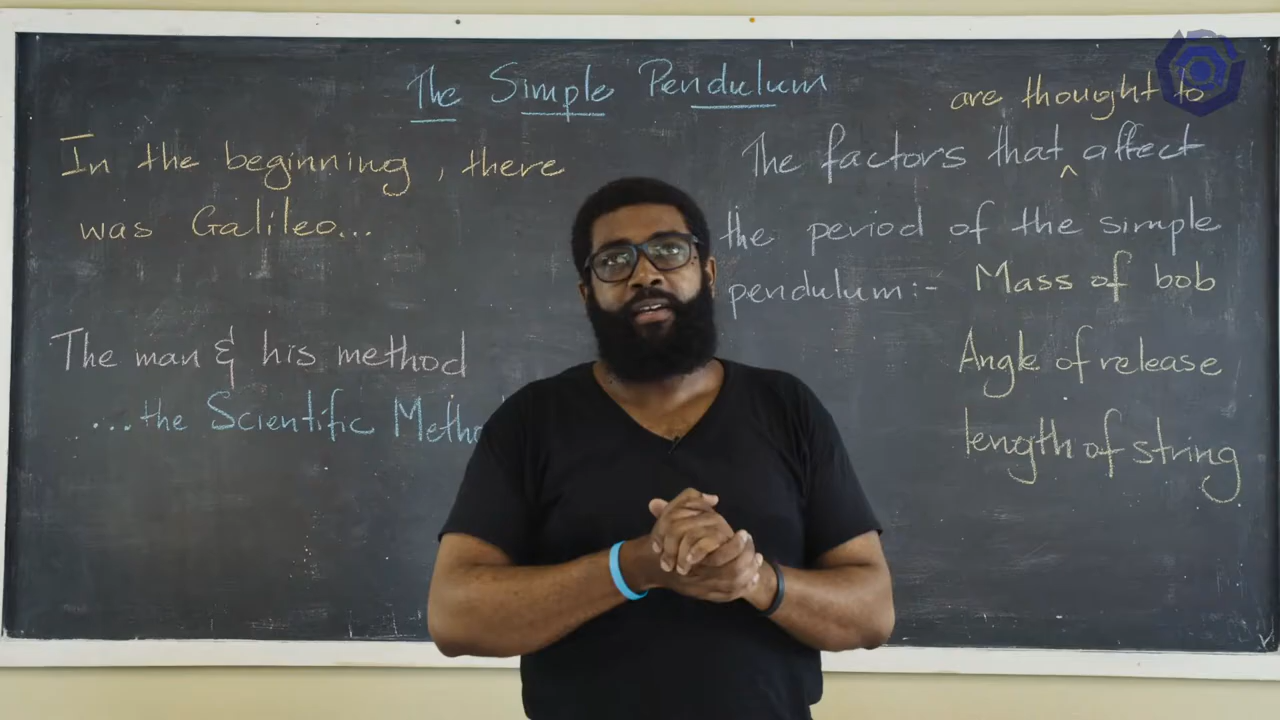 The Simple Pendulum
In the beginning, there
was Galileo...
The man & his method
...the Scientific Metho
are thought to
The factors that ^ affect
the period of the simple
pendulum:- Mass of bob
Angle of release
length of string